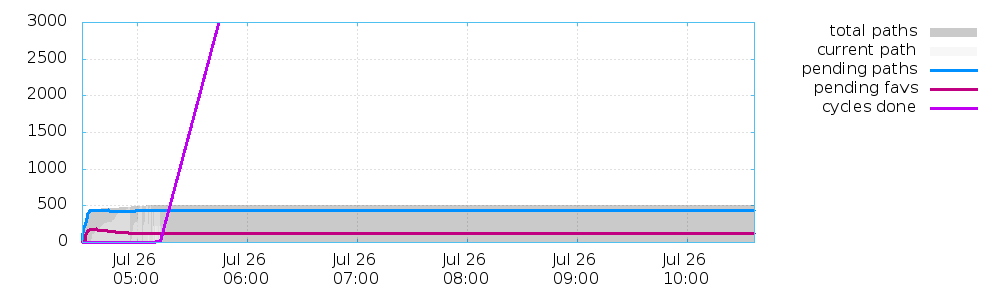 3000
2500
2000
1500
1000
500
0
Jul 26
05:00
Jul 26
06:00
Jul 26
07:00
Jul 26
08:00
Jul 26
09:00
Jul 26
10:00
total paths
current path
pending paths
pending favs
cycles done